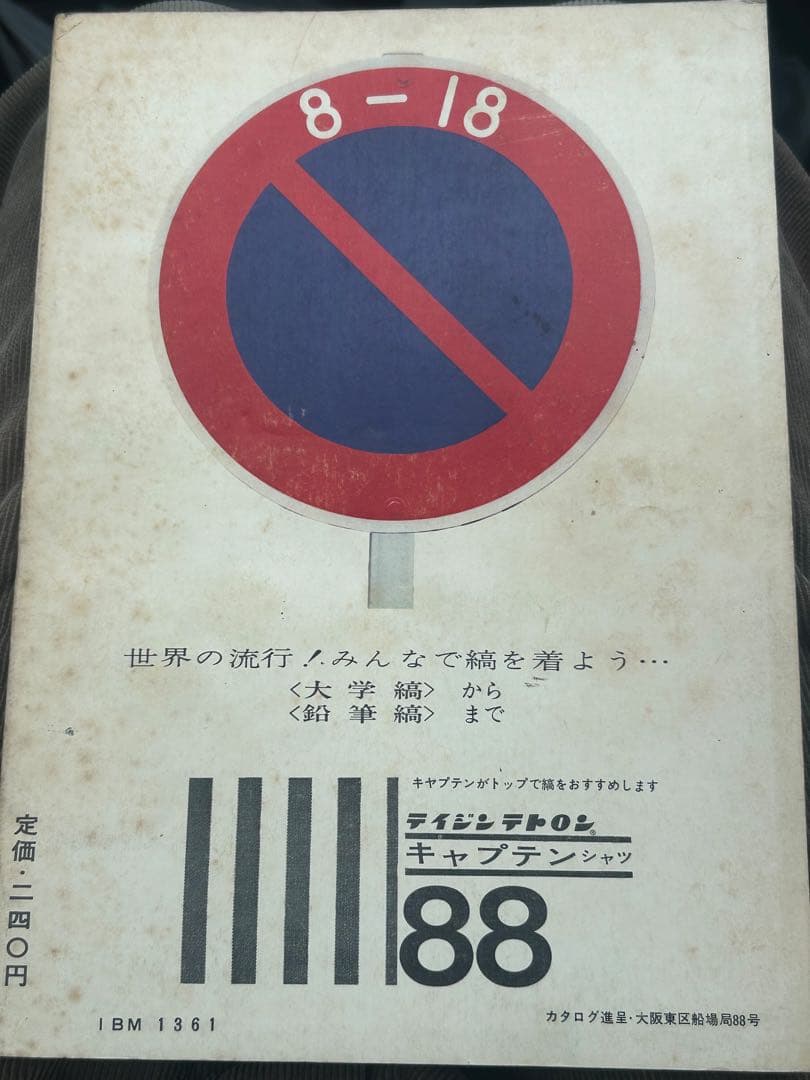 8-18
世界の流行！みんなで縞を着よう…
〈大学縞〉から
〈鉛筆縞〉まで
キャプテンがトップで縞をおすすめします
テイジンテトロン®
キャプテンシャツ
88
定価・二四〇円
IBM 1361
カタログ進呈・大阪東区船場局88号